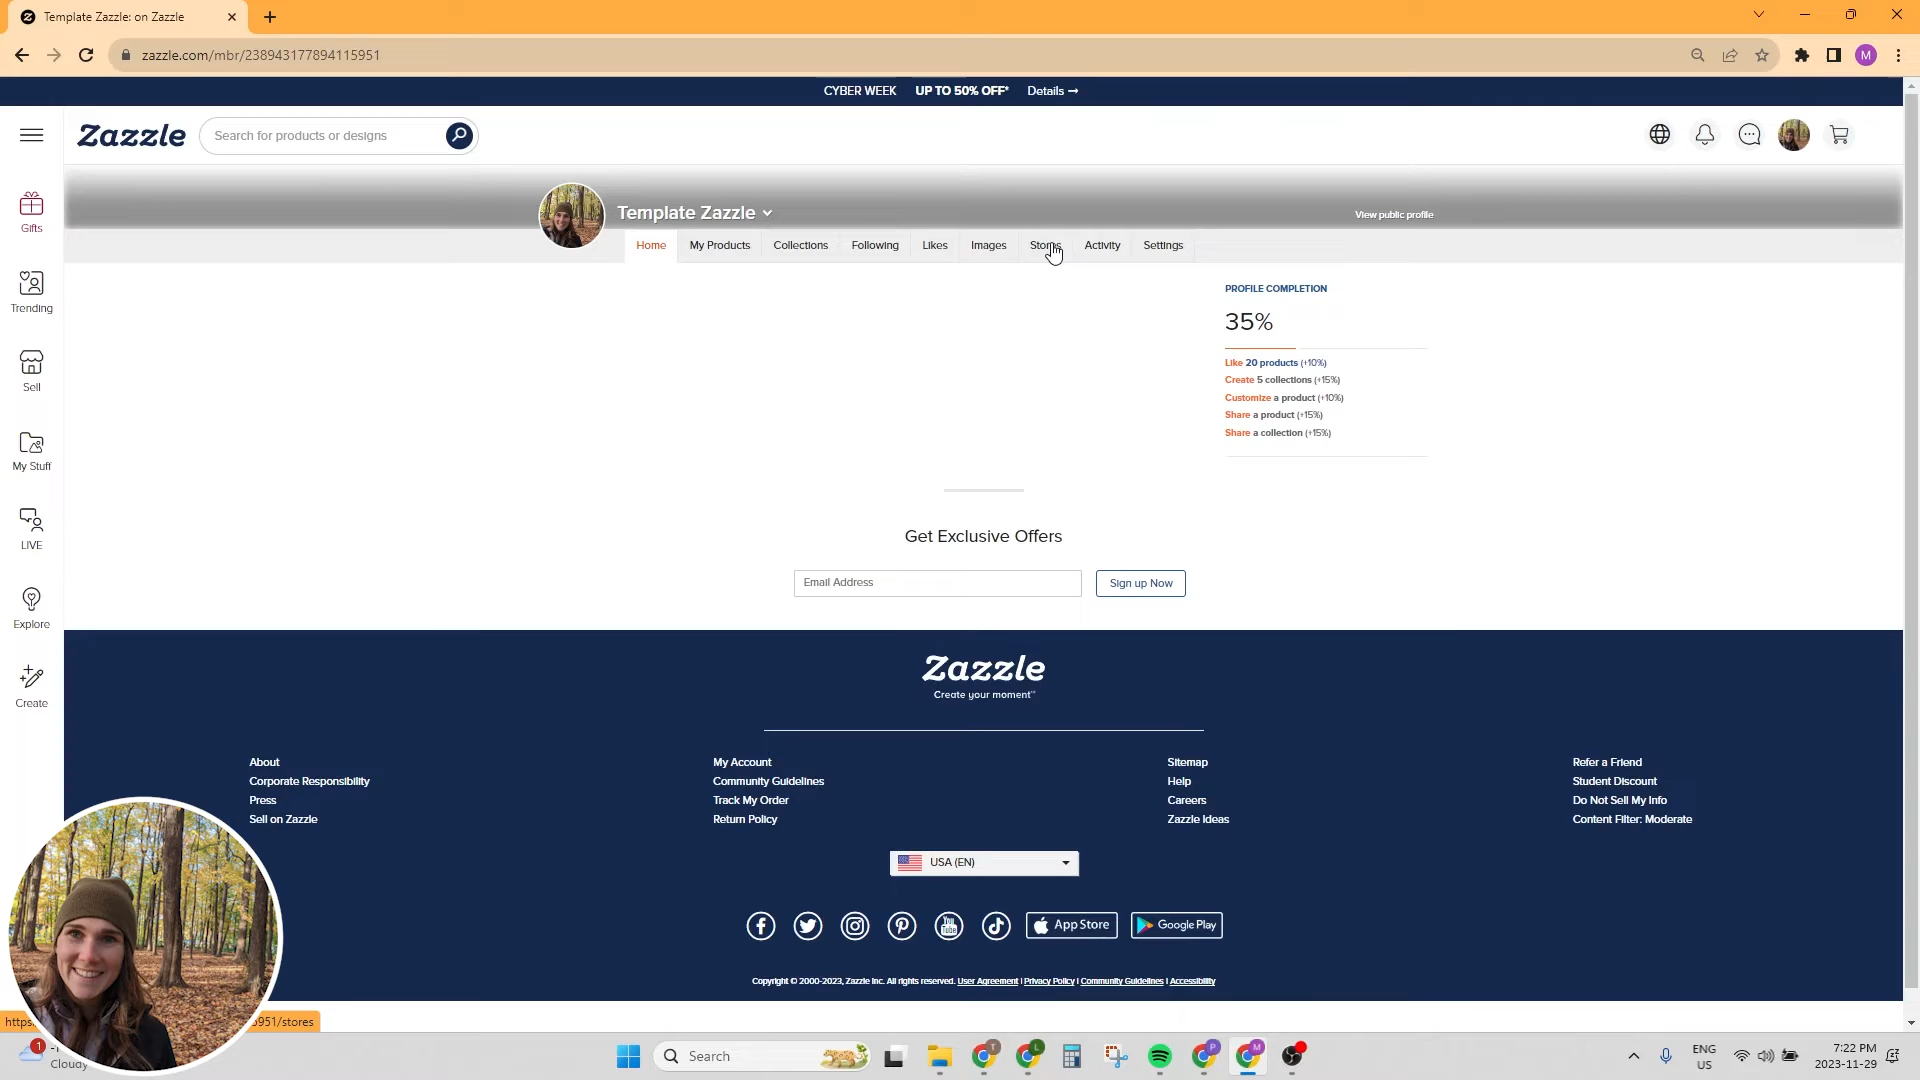 Template Zazzle: on Zazzle
zazzle.com/mbr/238943177894115951
M
CYBER WEEK UP TO 50% OFF* Details →
Zazzle
Search for products or designs
Gifts
Trending
Sell
My Stuff
LIVE
Explore
Create
Template Zazzle
View public profile
Home My Products Collections Following Likes Images Stores Activity Settings
PROFILE COMPLETION
35%
Like 20 products (+10%)
Create 5 collections (+15%)
Customize a product (+10%)
Share a product (+15%)
Share a collection (+15%)
Get Exclusive Offers
Email Address
Sign up Now
Zazzle
Create your moment™
About
Corporate Responsibility
Press
Sell on Zazzle
My Account
Community Guidelines
Track My Order
Return Policy
Sitemap
Help
Careers
Zazzle Ideas
Refer a Friend
Student Discount
Do Not Sell My Info
Content Filter: Moderate
USA (EN)
You Tube
App Store
Google Play
Copyright © 2000-2023, Zazzle Inc. All rights reserved. User Agreement | Privacy Policy | Community Guidelines | Accessibility
https: 5951/stores
1
Cloudy
Search
T
L
P
M
ENG
US
7:22 PM
2023-11-29